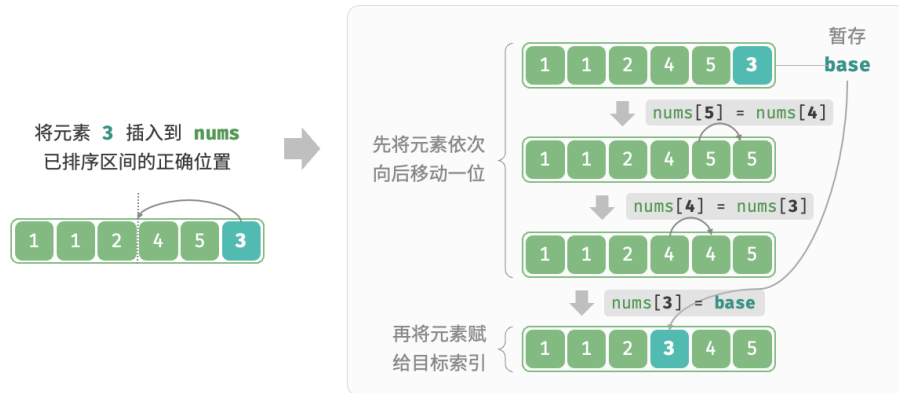 将元素 3 插入到 nums
已排序区间的正确位置
1 1 2 4 5 3
暂存
base
1 1 2 4 5 3
nums[5] = nums[4]
先将元素依次
向后移动一位
1 1 2 4 5 5
nums[4] = nums[3]
1 1 2 4 4 5
nums[3] = base
再将元素赋
给目标索引
1 1 2 3 4 5